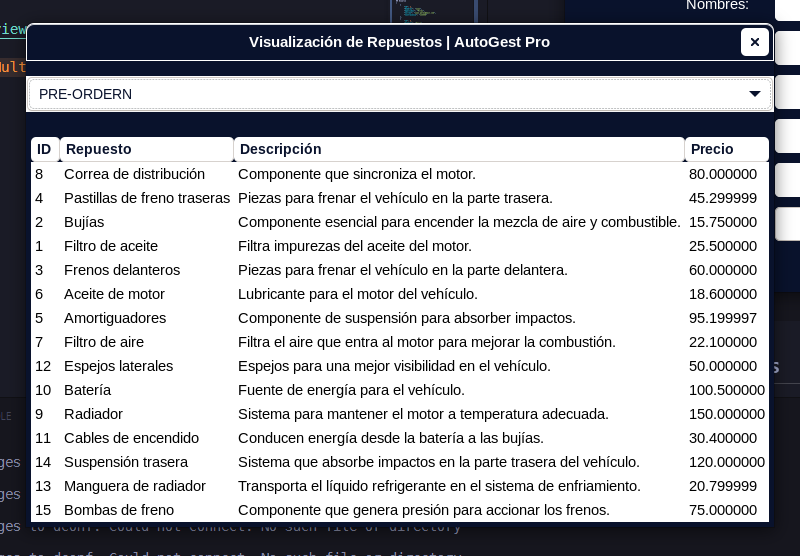 Nombres:
view
Visualización de Repuestos | AutoGest Pro
Mult
PRE-ORDERN
ID Repuesto Descripción Precio
8 Correa de distribución Componente que sincroniza el motor. 80.000000
4 Pastillas de freno traseras Piezas para frenar el vehículo en la parte trasera. 45.299999
2 Bujías Componente esencial para encender la mezcla de aire y combustible. 15.750000
1 Filtro de aceite Filtra impurezas del aceite del motor. 25.500000
3 Frenos delanteros Piezas para frenar el vehículo en la parte delantera. 60.000000
6 Aceite de motor Lubricante para el motor del vehículo. 18.600000
5 Amortiguadores Componente de suspensión para absorber impactos. 95.199997
7 Filtro de aire Filtra el aire que entra al motor para mejorar la combustión. 22.100000
12 Espejos laterales Espejos para una mejor visibilidad en el vehículo. 50.000000
10 Batería Fuente de energía para el vehículo. 100.500000
9 Radiador Sistema para mantener el motor a temperatura adecuada. 150.000000
LE
11 Cables de encendido Conducen energía desde la batería a las bujías. 30.400000
14 Suspensión trasera Sistema que absorbe impactos en la parte trasera del vehículo. 120.000000
ges
13 Manguera de radiador Transporta el líquido refrigerante en el sistema de enfriamiento. 20.799999
ges
15 Bombas de freno Componente que genera presión para accionar los frenos. 75.000000
ges to dconf: Could not connect: No such file or directory
ges to dconf: Could not connect: No such file or directory